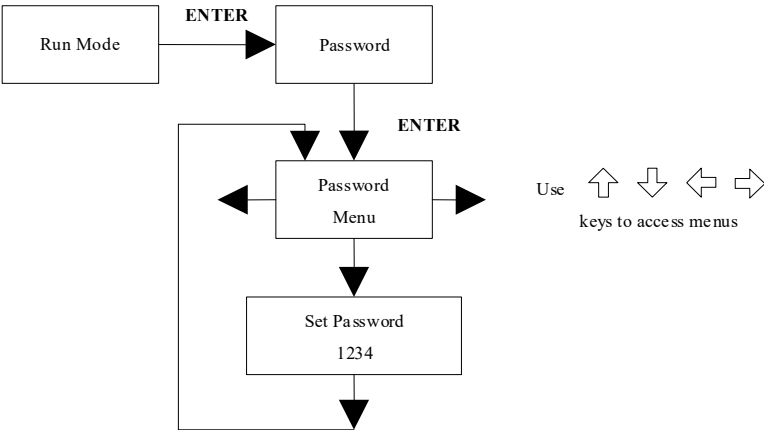 ENTER
Run Mode
Password
ENTER
Password
Menu
Use
keys to access menus
Set Password
1234